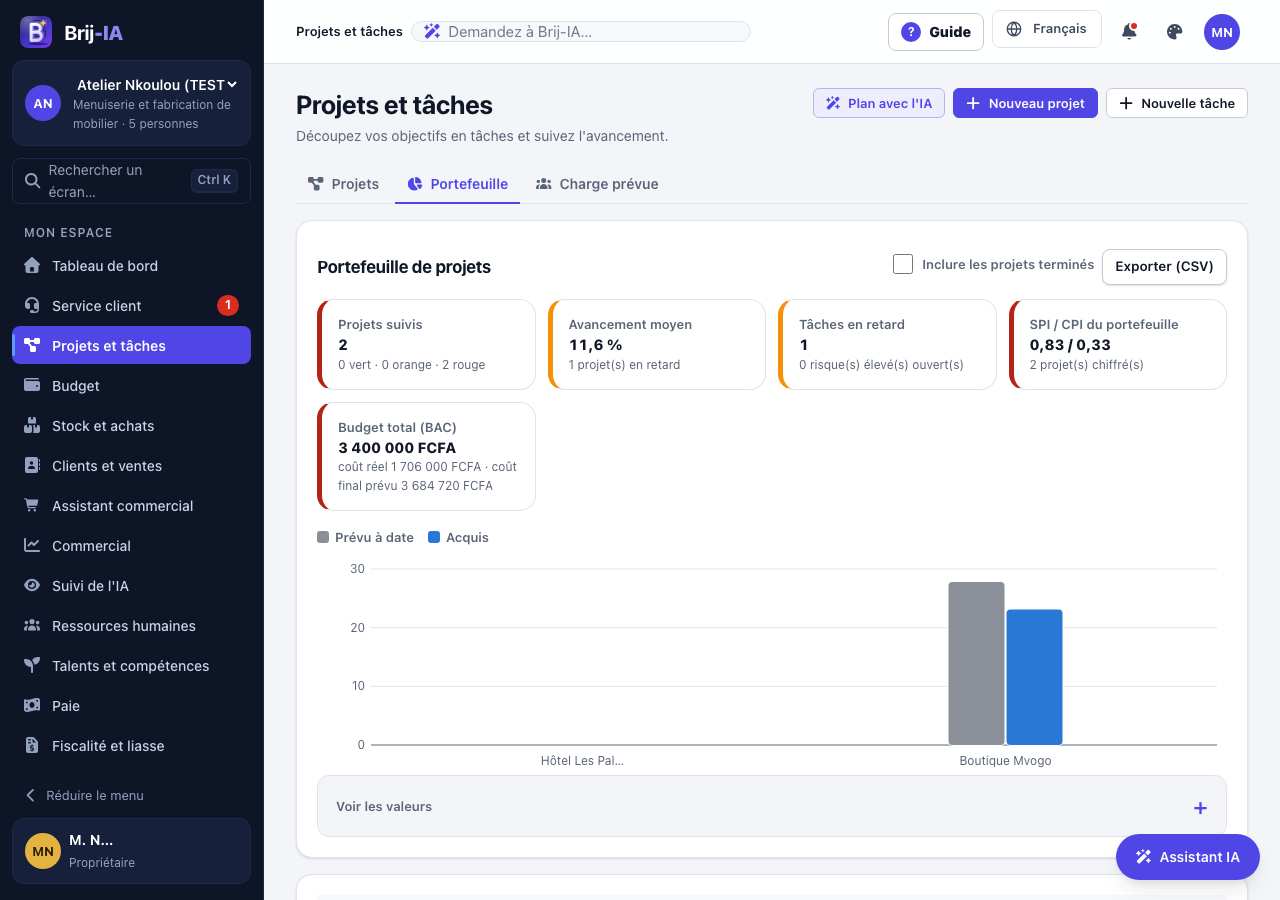 Brij-IA
AN
Atelier Nkoulou (TEST
Menuiserie et fabrication de
mobilier · 5 personnes
Rechercher un
écran...
Ctrl K
MON ESPACE
Tableau de bord
Service client
1
Projets et tâches
Budget
Stock et achats
Clients et ventes
Assistant commercial
Commercial
Suivi de l'IA
Ressources humaines
Talents et compétences
Paie
Fiscalité et liasse
Réduire le menu
MN
M. N...
Propriétaire
Projets et tâches
Demandez à Brij-IA...
? Guide
Français
MN
Projets et tâches
Découpez vos objectifs en tâches et suivez l'avancement.
Plan avec l'IA
Nouveau projet
Nouvelle tâche
Projets
Portefeuille
Charge prévue
Portefeuille de projets
Inclure les projets terminés
Exporter (CSV)
Projets suivis
2
0 vert · 0 orange · 2 rouge
Avancement moyen
11,6 %
1 projet(s) en retard
Tâches en retard
1
0 risque(s) élevé(s) ouvert(s)
SPI / CPI du portefeuille
0,83 / 0,33
2 projet(s) chiffré(s)
Budget total (BAC)
3 400 000 FCFA
coût réel 1 706 000 FCFA · coût
final prévu 3 684 720 FCFA
Prévu à date
Acquis
30
20
10
0
Hôtel Les Pal...
Boutique Mvogo
Voir les valeurs
Assistant IA